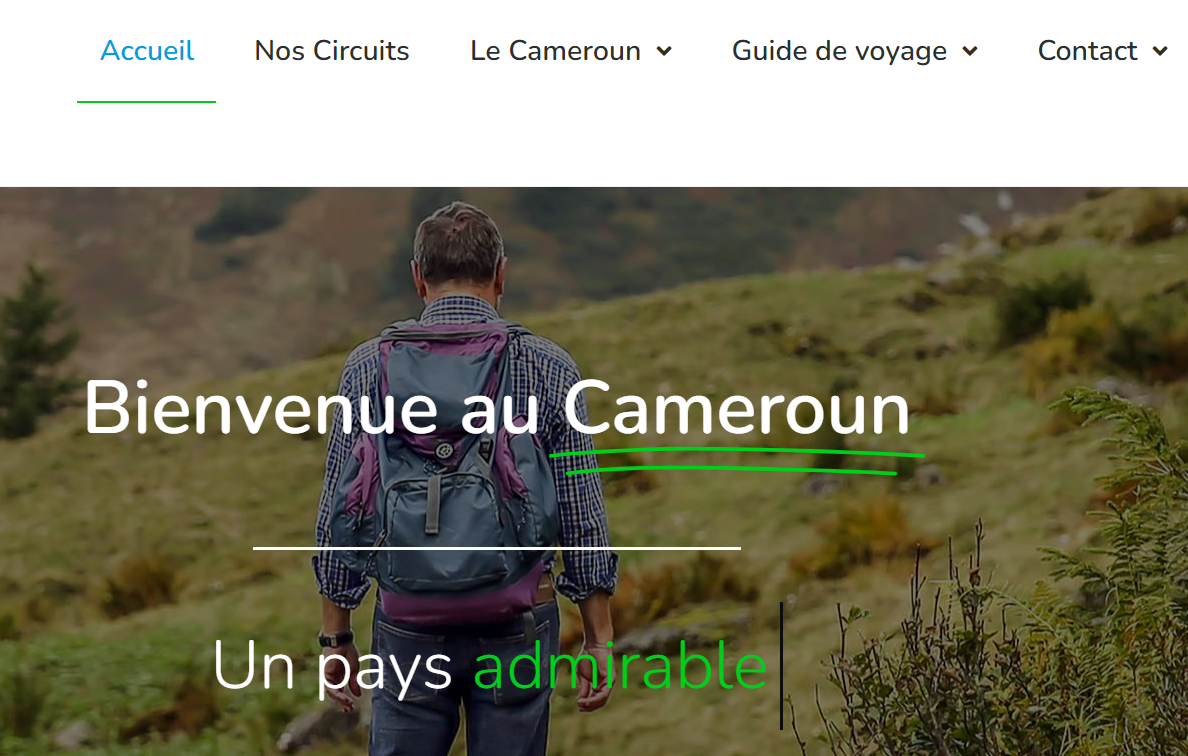 Accueil Nos Circuits Le Cameroun Guide de voyage Contact
Bienvenue au Cameroun
Un pays admirable